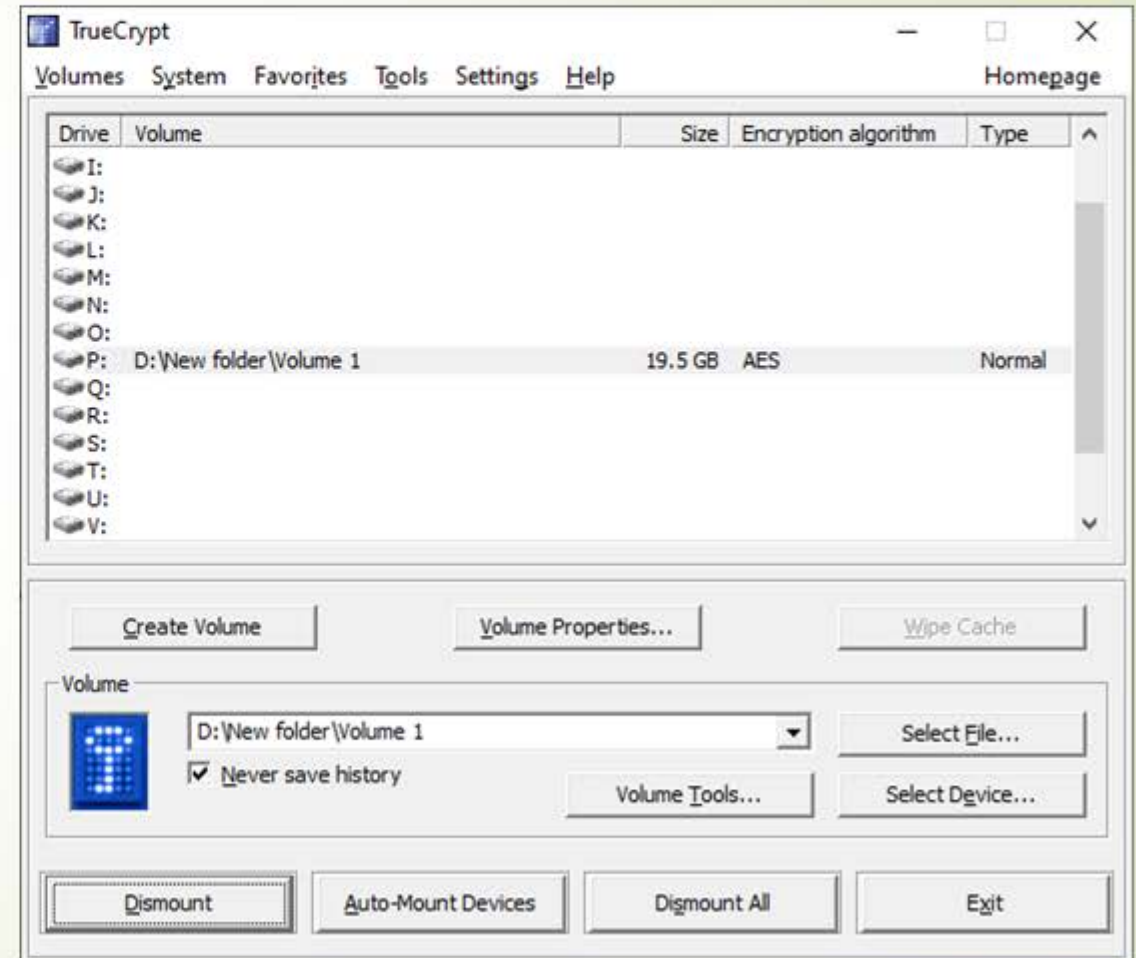 TrueCrypt
Volumes System Favorites Tools Settings Help Homepage
Drive Volume Size Encryption algorithm Type
I:
J:
K:
L:
M:
N:
O:
P: D:\New folder\Volume 1 19.5 GB AES Normal
Q:
R:
S:
T:
U:
V:
Create Volume Volume Properties... Wipe Cache
Volume
D:\New folder\Volume 1 Select File...
Never save history
Volume Tools... Select Device...
Dismount Auto-Mount Devices Dismount All Exit